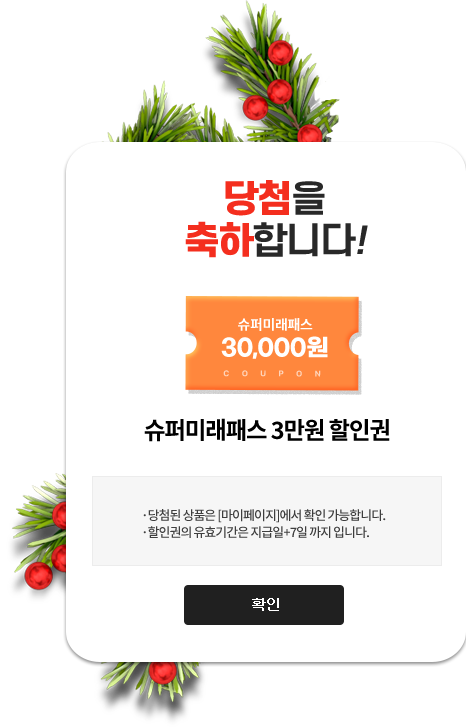 당첨을
축하합니다!
슈퍼미래패스
30,000원
COUPON
슈퍼미래패스 3만원 할인권
· 당첨된 상품은 [마이페이지]에서 확인 가능합니다.
· 할인권의 유효기간은 지급일+7일 까지 입니다.
확인